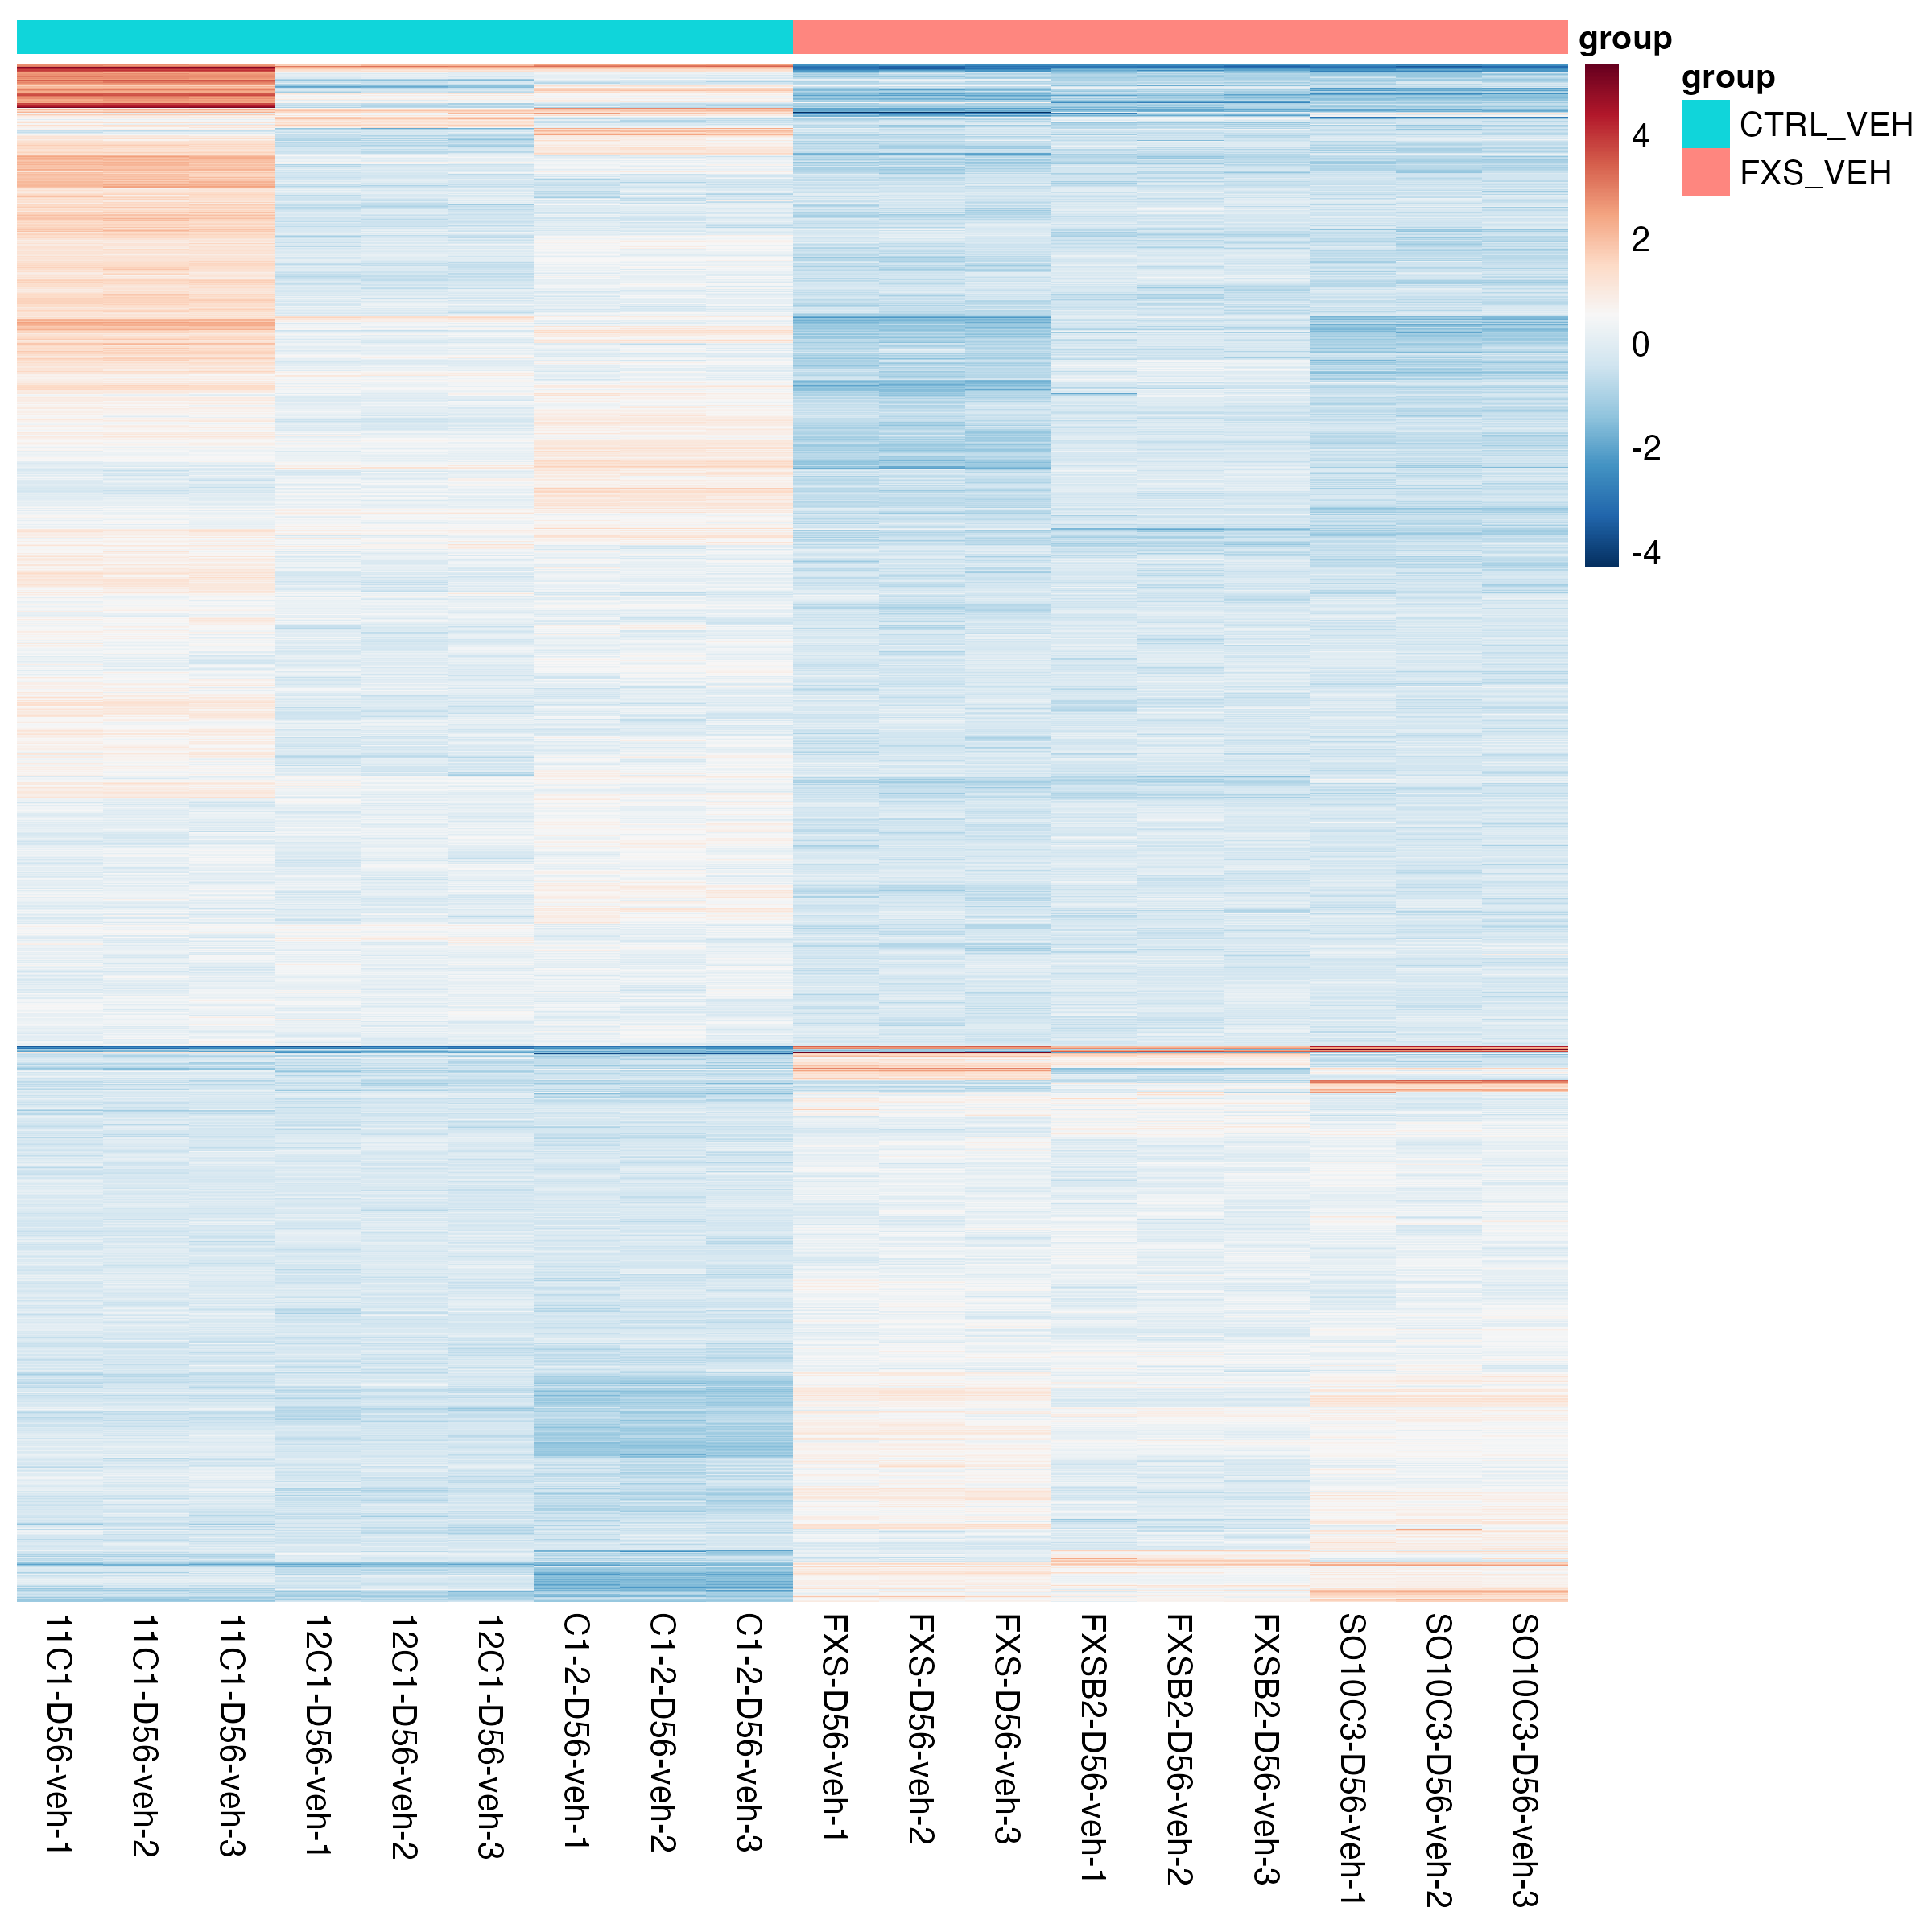 group
group
CTRL_VEH
FXS_VEH
4
2
0
-2
-4
11C1-D56-veh-1
11C1-D56-veh-2
11C1-D56-veh-3
12C1-D56-veh-1
12C1-D56-veh-2
12C1-D56-veh-3
C1-2-D56-veh-1
C1-2-D56-veh-2
C1-2-D56-veh-3
FXS-D56-veh-1
FXS-D56-veh-2
FXS-D56-veh-3
FXSB2-D56-veh-1
FXSB2-D56-veh-2
FXSB2-D56-veh-3
SO10C3-D56-veh-1
SO10C3-D56-veh-2
SO10C3-D56-veh-3